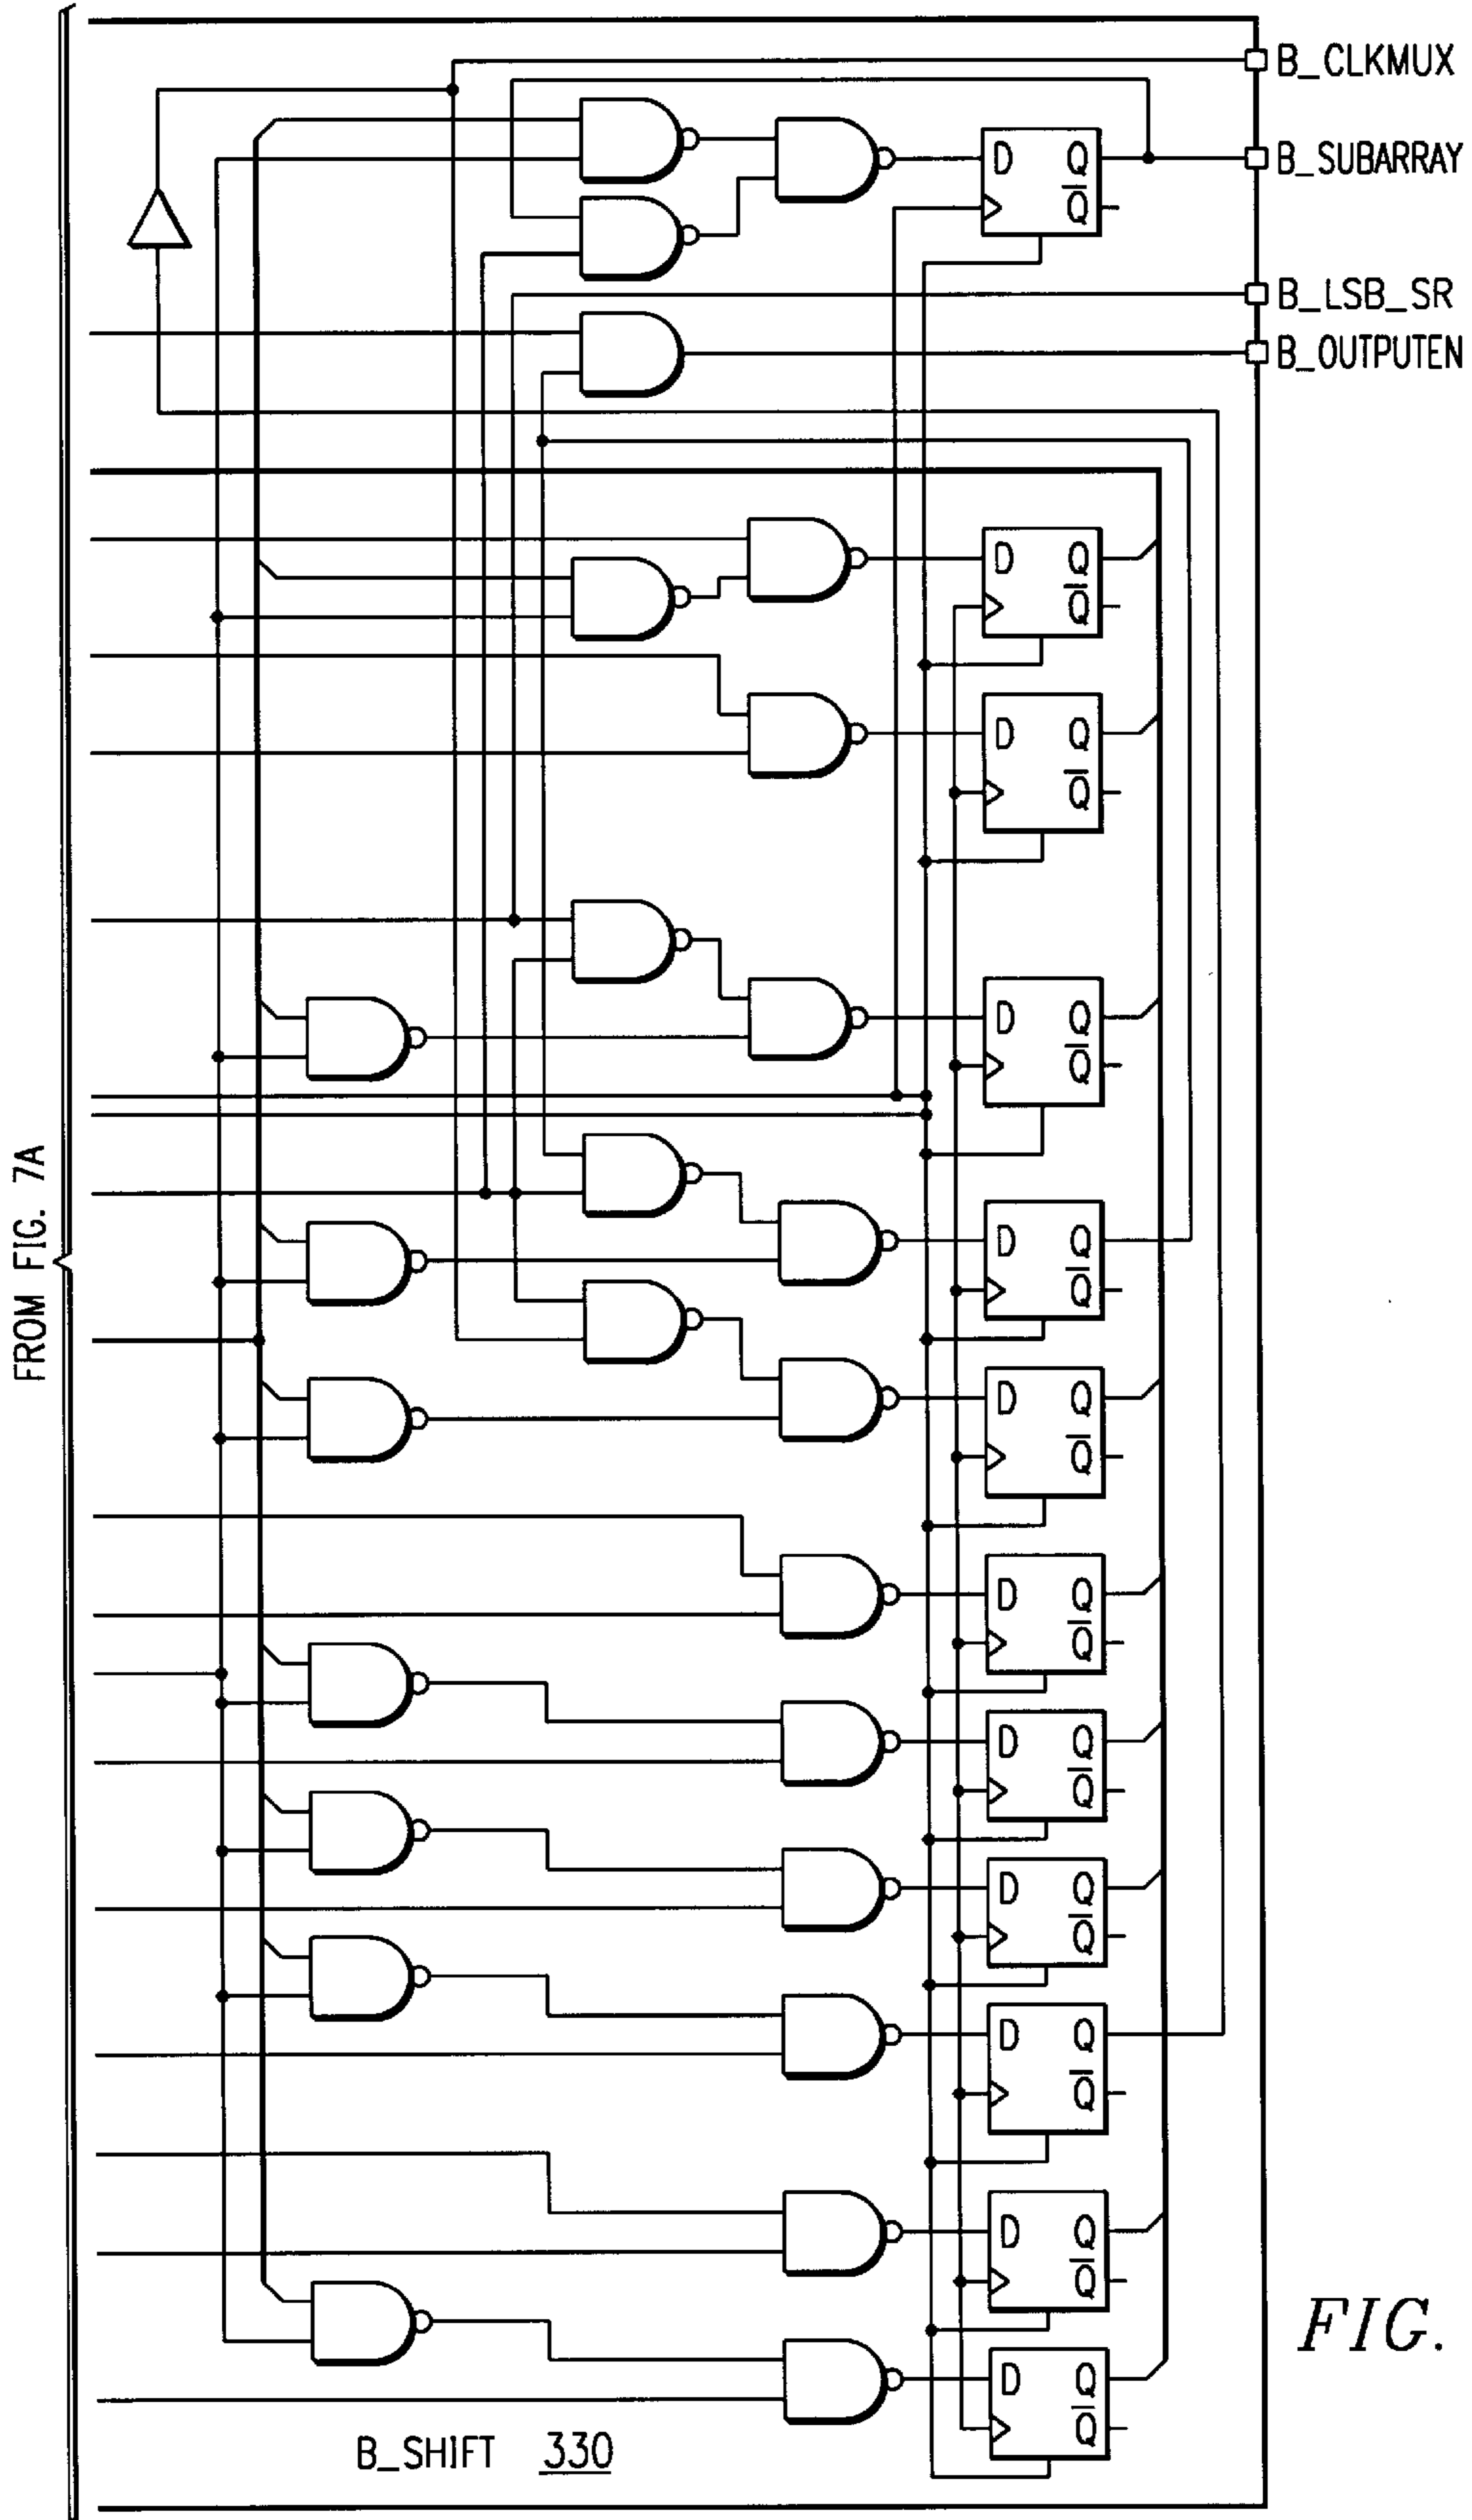 B_CLKMUX
D Q B_SUBARRAY
Q̅
B_LSB_SR
B_OUTPUTEN
D Q
Q̅
D Q
Q̅
D Q
Q̅
FROM FIG. 7A
D Q
Q̅
D Q
Q̅
D Q
Q̅
D Q
Q̅
D Q
Q̅
D Q
Q̅
D Q
Q̅
FIG.
D Q
Q̅
B_SHIFT 330